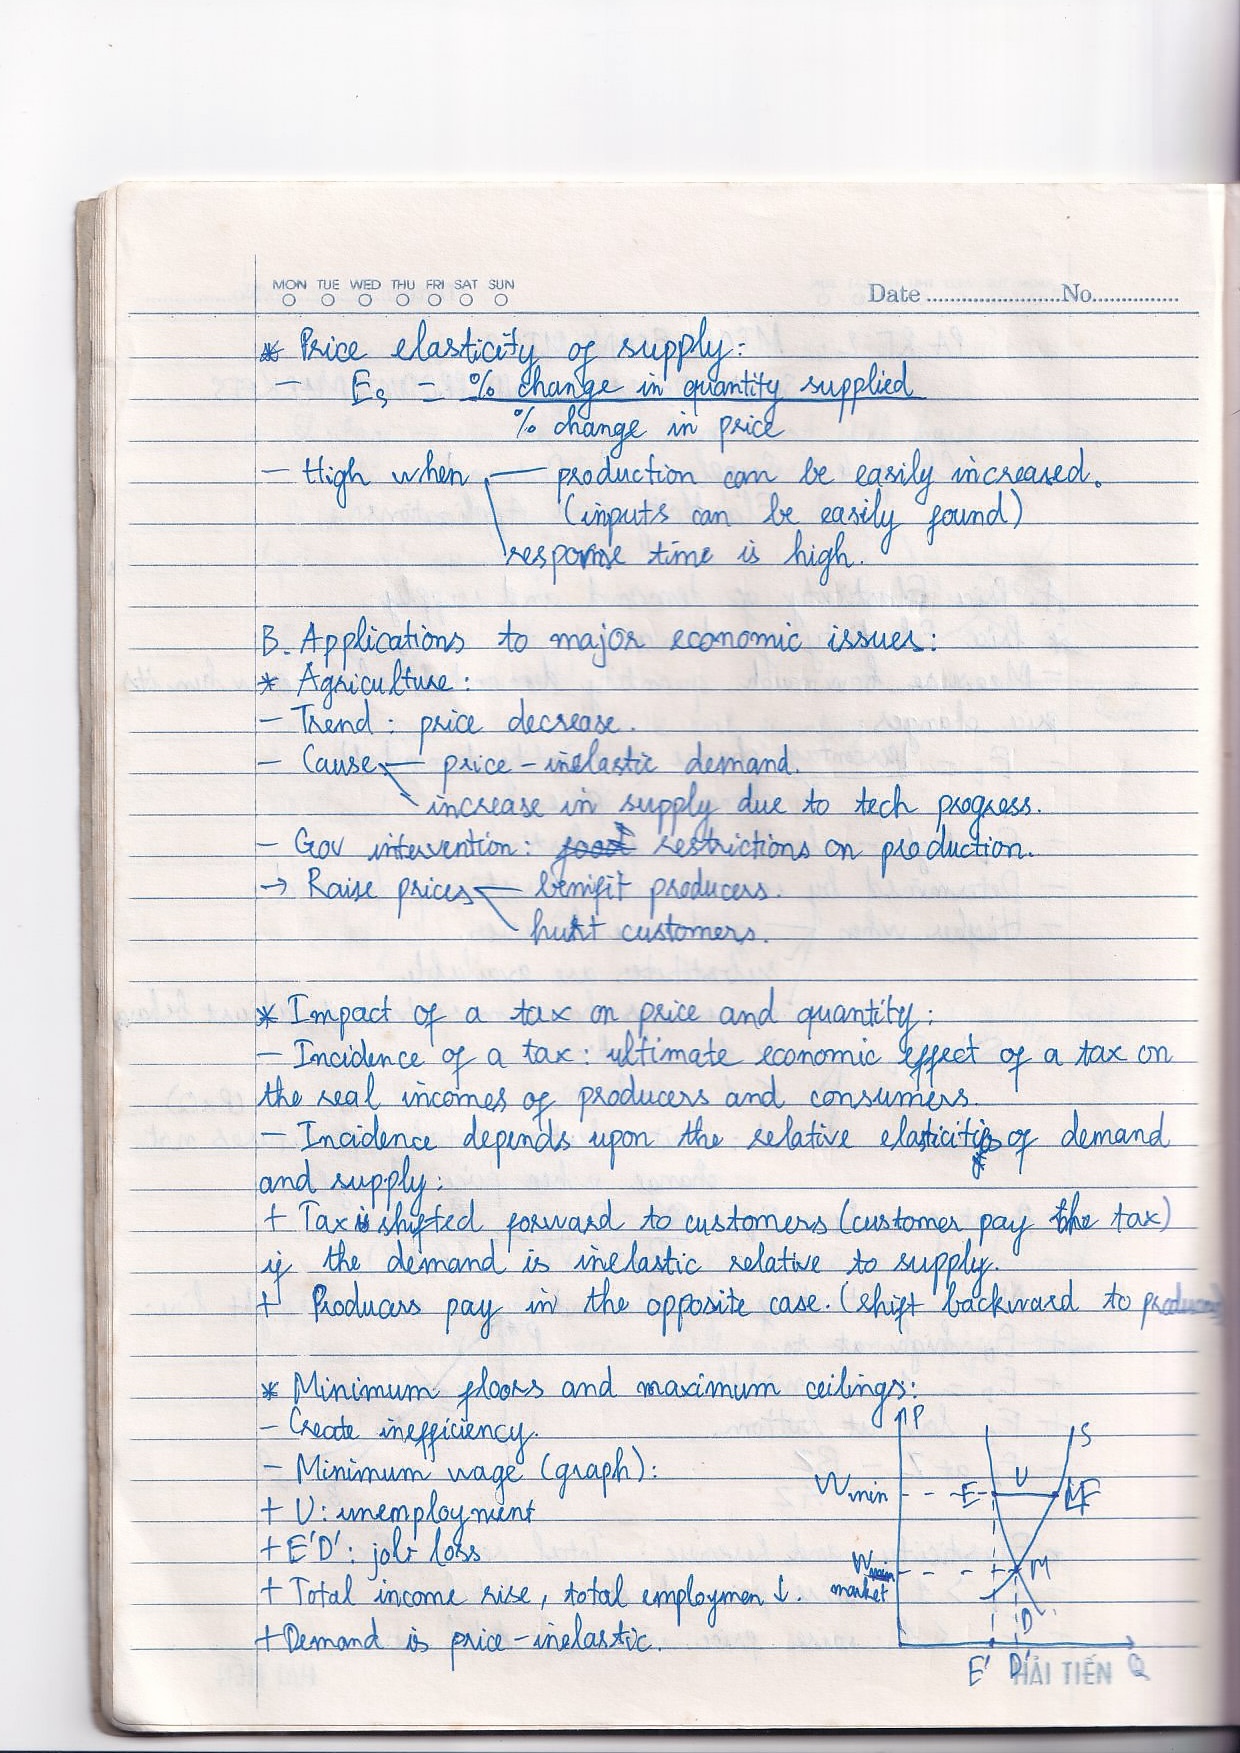 MON TUE WED THU FRI SAT SUN
Date ........................No................
* Price elasticity of supply:
- Es = % change in quantity supplied
% change in price
- High when — production can be easily increased.
(inputs can be easily found)
response time is high.
B. Applications to major economic issues:
* Agriculture:
- Trend: price decrease.
- Cause — price-inelastic demand.
increase in supply due to tech progress.
- Gov intervention: food restrictions on production.
→ Raise prices — benifit producers.
hurt customers.
* Impact of a tax on price and quantity:
- Incidence of a tax: ultimate economic effect of a tax on
the real incomes of producers and consumers.
- Incidence depends upon the relative elasticities of demand
and supply:
+ Tax is shifted forward to customers (customer pay the tax)
if the demand is inelastic relative to supply.
+ Producers pay in the opposite case. (shift backward to producers)
* Minimum floors and maximum ceilings:
- Create inefficiency.
- Minimum wage (graph):
+ U: unemployment
+ E'D': job loss
+ Total income rise, total employmen ↓.
+ Demand is price-inelastic.
P
S
Wmin
E
U
F
W
market
M
D
E' D' Q
HẢI TIẾN